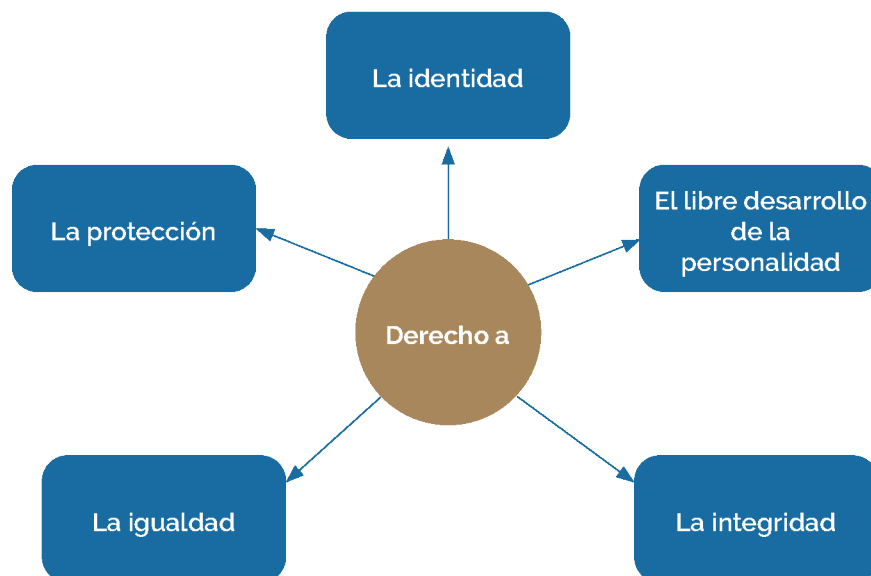 La identidad
La protección
El libre desarrollo
de la
personalidad
Derecho a
La igualdad
La integridad